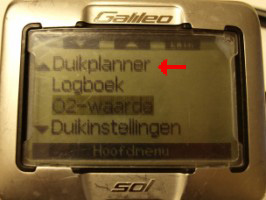 Galileo
Duikplanner
Logboek
O2-waarde
Duikinstellingen
Hoofdmenu
sol